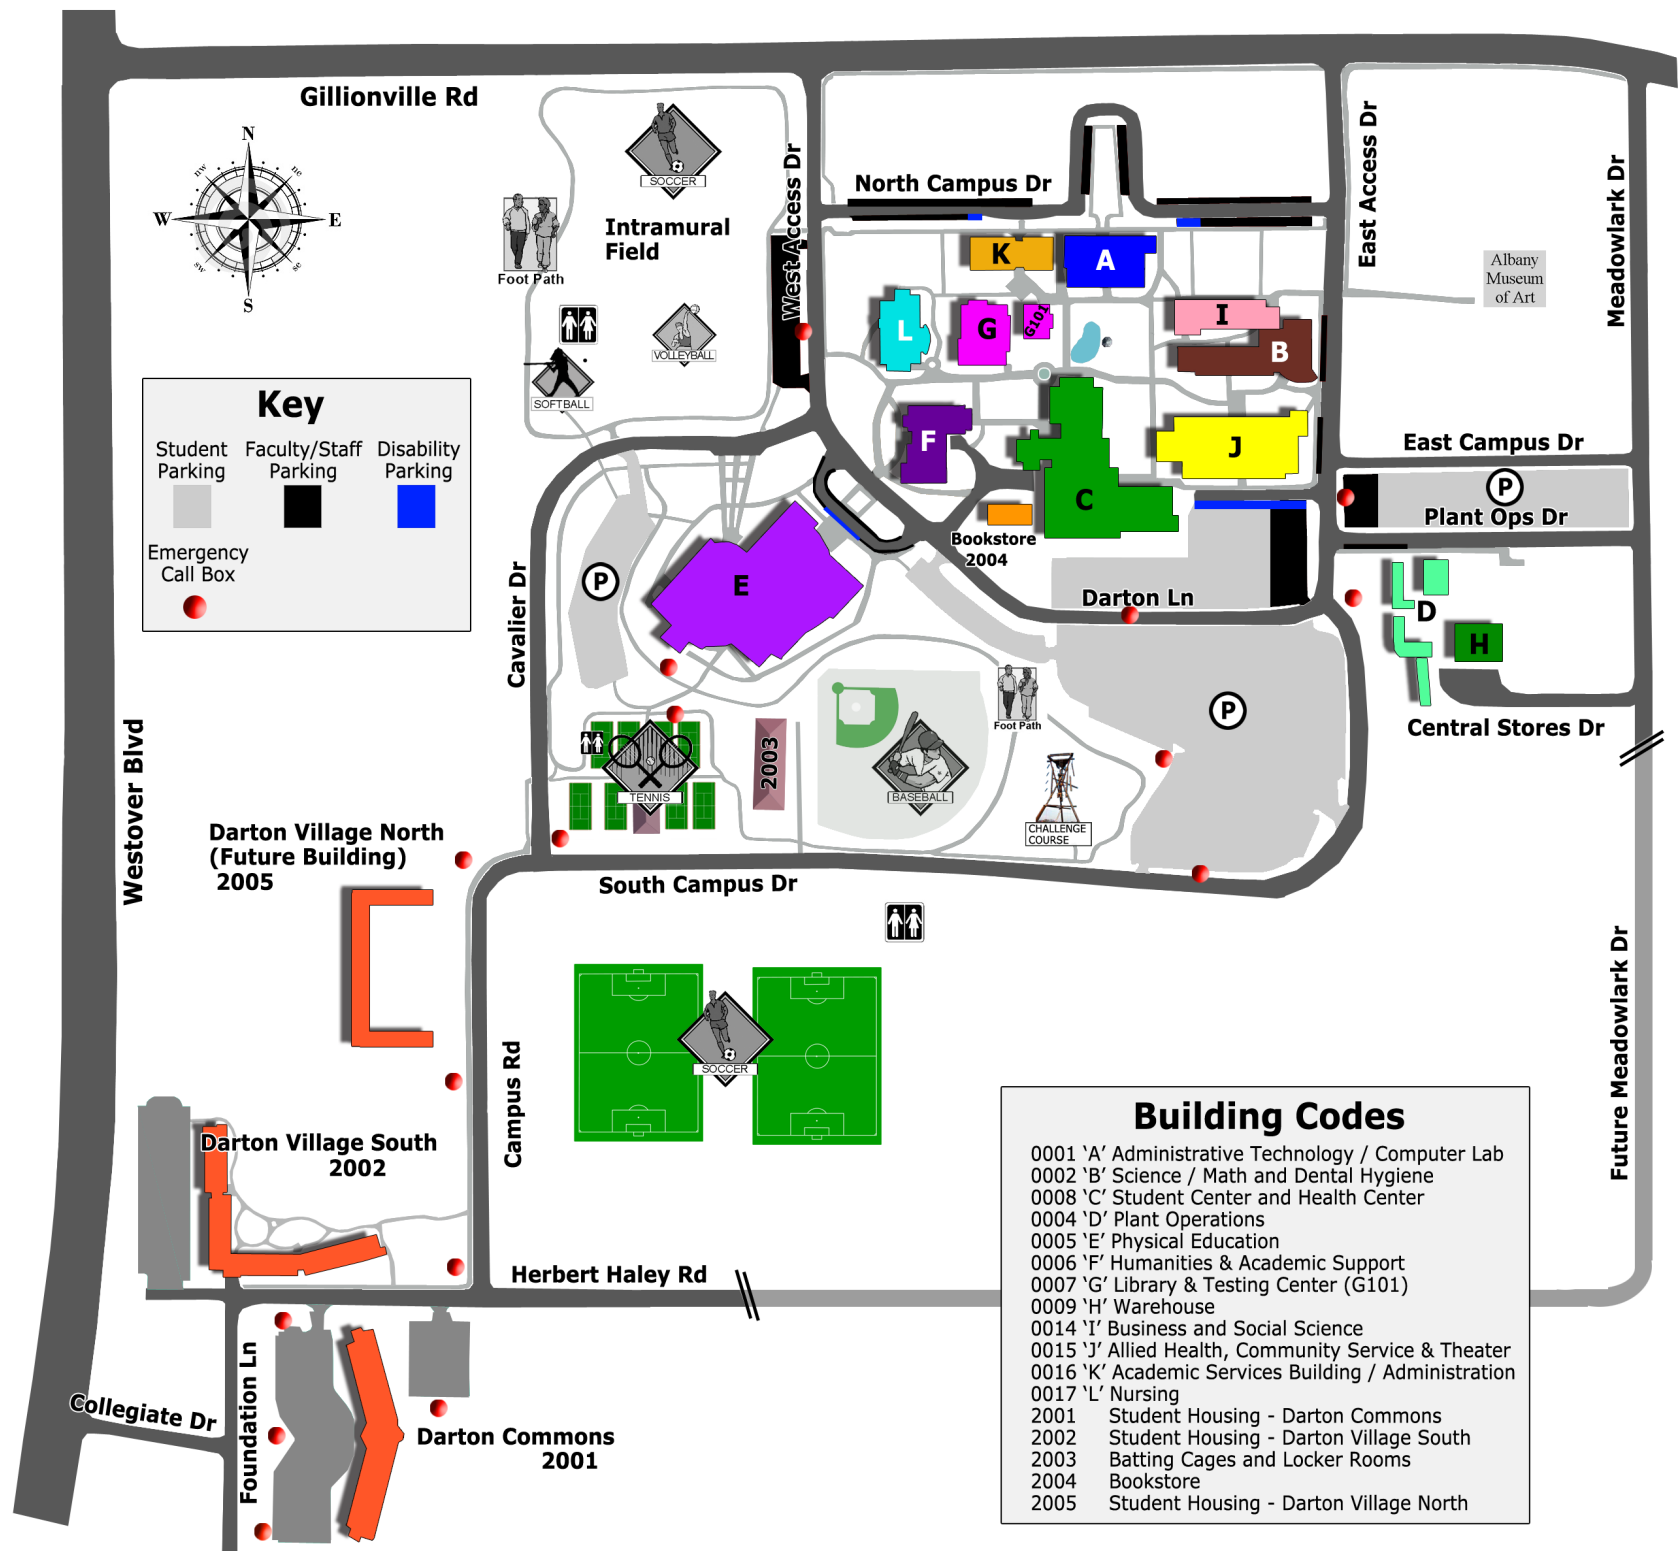 Gillionville Rd
N
nw
ne
W
E
sw
se
S
SOCCER
Intramural
Field
Foot Path
VOLLEYBALL
SOFTBALL
West Access Dr
North Campus Dr
East Access Dr
Meadowlark Dr
Albany
Museum
of Art
K
A
L
G
G101
I
B
F
C
J
East Campus Dr
P
Plant Ops Dr
Bookstore
2004
Darton Ln
D
H
Central Stores Dr
Key
Student
Parking
Faculty/Staff
Parking
Disability
Parking
Emergency
Call Box
P
E
Cavalier Dr
Westover Blvd
TENNIS
2003
BASEBALL
Foot Path
CHALLENGE
COURSE
P
Darton Village North
(Future Building)
2005
South Campus Dr
SOCCER
Campus Rd
Future Meadowlark Dr
Darton Village South
2002
Herbert Haley Rd
Foundation Ln
Collegiate Dr
Darton Commons
2001
Building Codes
0001 ‘A’ Administrative Technology / Computer Lab
0002 ‘B’ Science / Math and Dental Hygiene
0008 ‘C’ Student Center and Health Center
0004 ‘D’ Plant Operations
0005 ‘E’ Physical Education
0006 ‘F’ Humanities & Academic Support
0007 ‘G’ Library & Testing Center (G101)
0009 ‘H’ Warehouse
0014 ‘I’ Business and Social Science
0015 ‘J’ Allied Health, Community Service & Theater
0016 ‘K’ Academic Services Building / Administration
0017 ‘L’ Nursing
2001 Student Housing - Darton Commons
2002 Student Housing - Darton Village South
2003 Batting Cages and Locker Rooms
2004 Bookstore
2005 Student Housing - Darton Village North